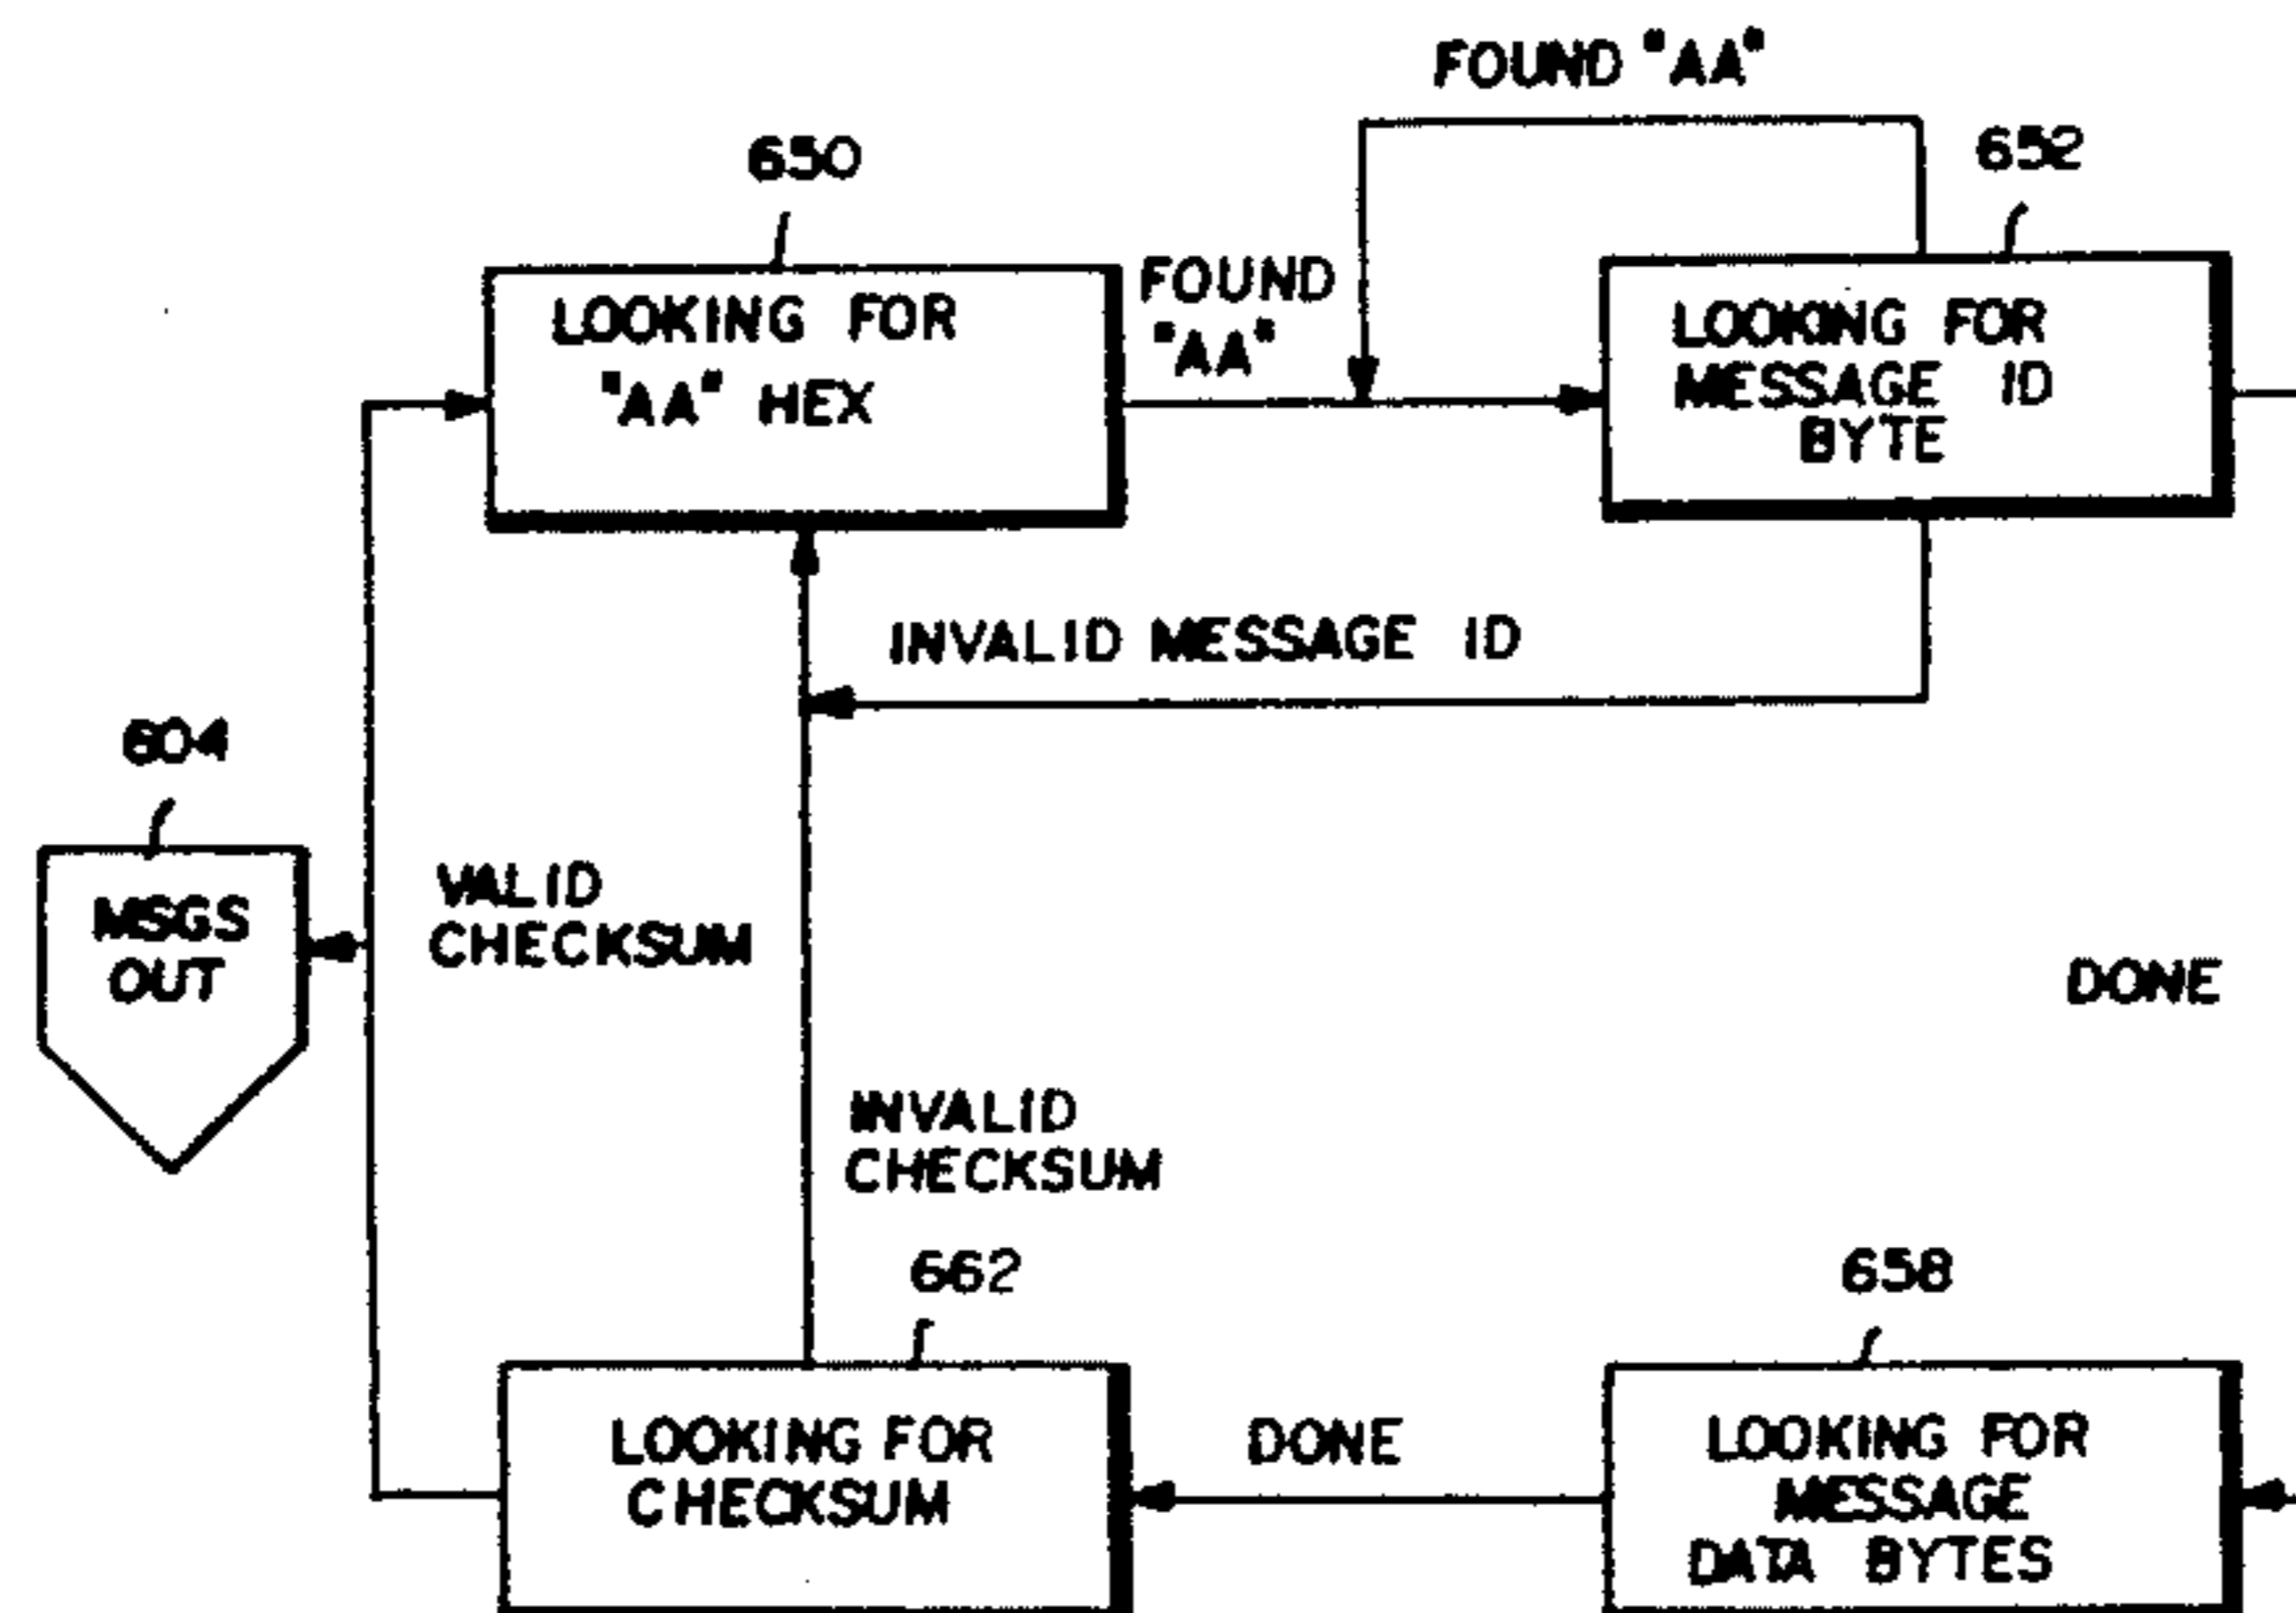 FOUND "AA"
650
652
LOOKING FOR
"AA" HEX
FOUND
"AA"
LOOKING FOR
MESSAGE ID
BYTE
INVALID MESSAGE ID
604
MSGS
OUT
VALID
CHECKSUM
DONE
INVALID
CHECKSUM
662
658
LOOKING FOR
CHECKSUM
DONE
LOOKING FOR
MESSAGE
DATA BYTES